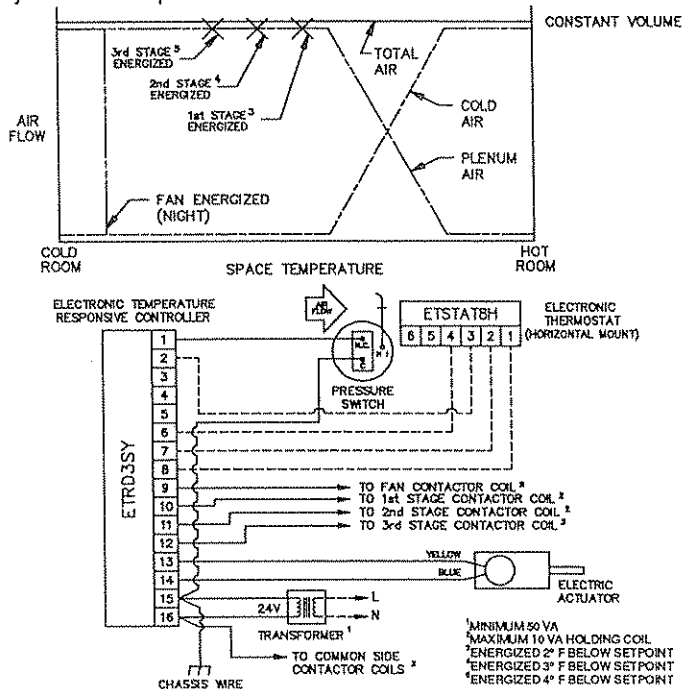 CONSTANT VOLUME
3rd STAGE⁵
ENERGIZED
2nd STAGE⁴
ENERGIZED
1st STAGE³
ENERGIZED
TOTAL
AIR
COLD
AIR
PLENUM
AIR
AIR
FLOW
FAN ENERGIZED
(NIGHT)
COLD
ROOM
SPACE TEMPERATURE
HOT
ROOM
ELECTRONIC TEMPERATURE
RESPONSIVE CONTROLLER
AIR
FLOW
ETSTAT8H
6 5 4 3 2 1
ELECTRONIC
THERMOSTAT
(HORIZONTAL MOUNT)
N.C.
C
PRESSURE
SWITCH
ETRD3SY
1
2
3
4
5
6
7
8
9
10
11
12
13
14
15
16
TO FAN CONTACTOR COIL ²
TO 1st STAGE CONTACTOR COIL ²
TO 2nd STAGE CONTACTOR COIL ²
TO 3rd STAGE CONTACTOR COIL ²
YELLOW
BLUE
ELECTRIC
ACTUATOR
24V
L
N
TRANSFORMER ¹
TO COMMON SIDE
CONTACTOR COILS ²
CHASSIS WIRE
¹MINIMUM 50 VA
²MAXIMUM 10 VA HOLDING COIL
³ENERGIZED 2° F BELOW SETPOINT
⁴ENERGIZED 3° F BELOW SETPOINT
⁵ENERGIZED 4° F BELOW SETPOINT